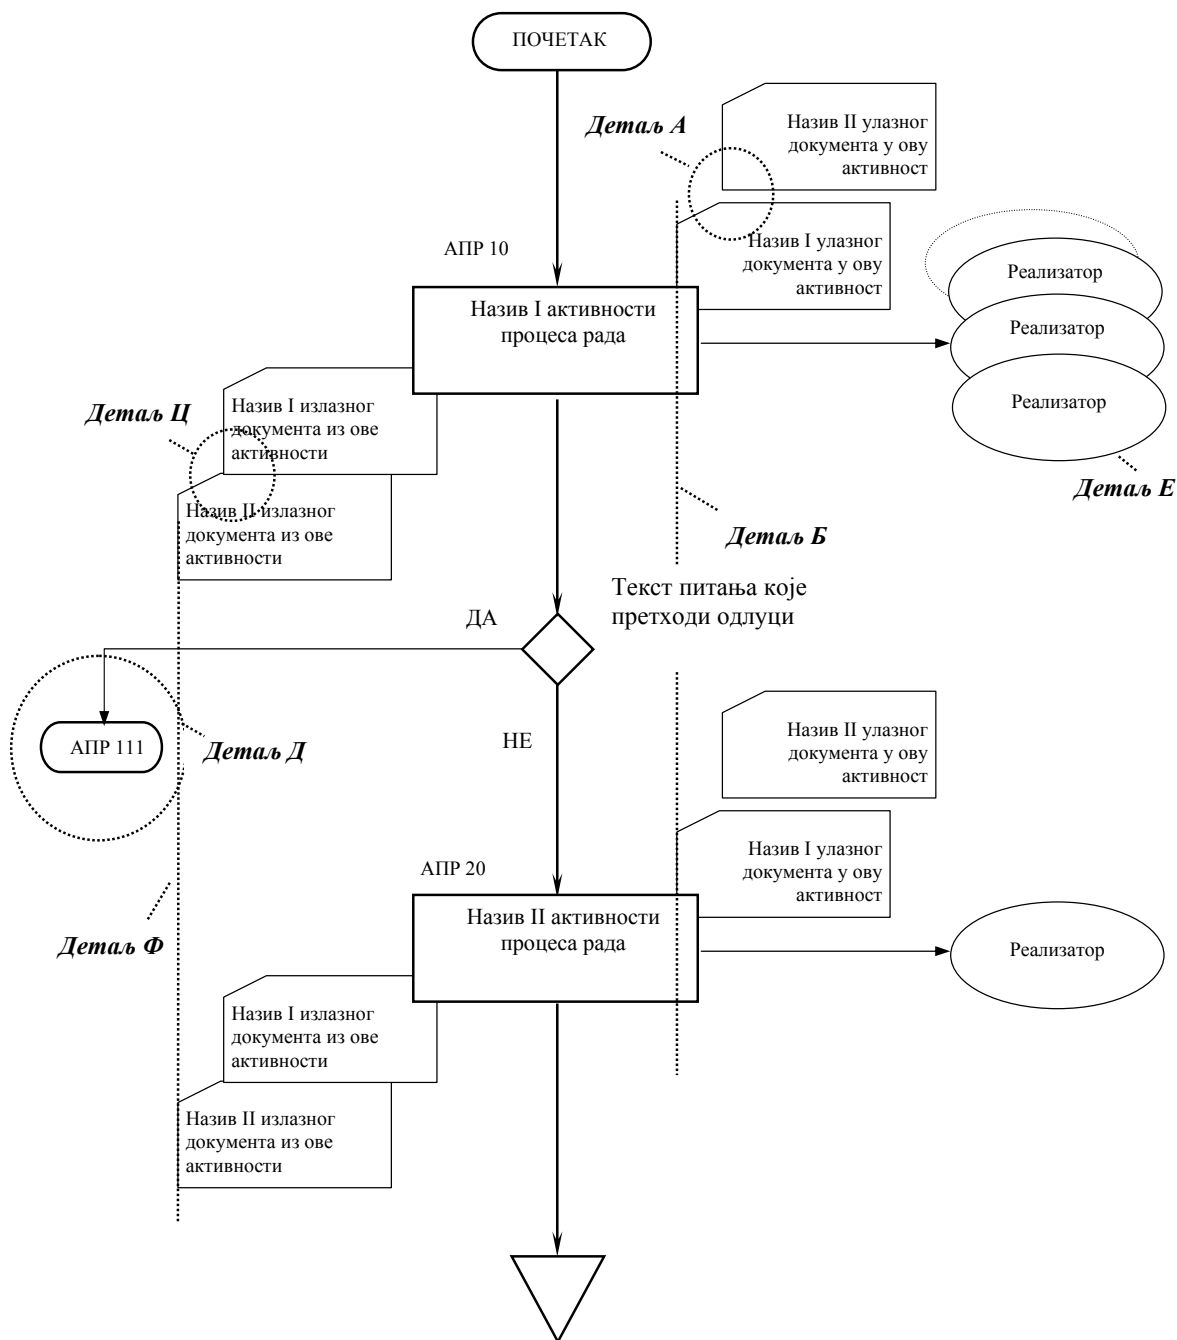 ПОЧЕТАК
Детаљ А
Назив II улазног
документа у ову
активност
АПР 10
Назив I улазног
документа у ову
активност
Реализатор
Реализатор
Реализатор
Назив I активности
процеса рада
Детаљ Ц
Назив I излазног
документа из ове
активности
Детаљ Е
Назив II излазног
документа из ове
активности
Детаљ Б
Текст питања које
претходи одлуци
ДА
АПР 111
Детаљ Д
НЕ
Назив II улазног
документа у ову
активност
Назив I улазног
документа у ову
активност
АПР 20
Назив II активности
процеса рада
Детаљ Ф
Реализатор
Назив I излазног
документа из ове
активности
Назив II излазног
документа из ове
активности